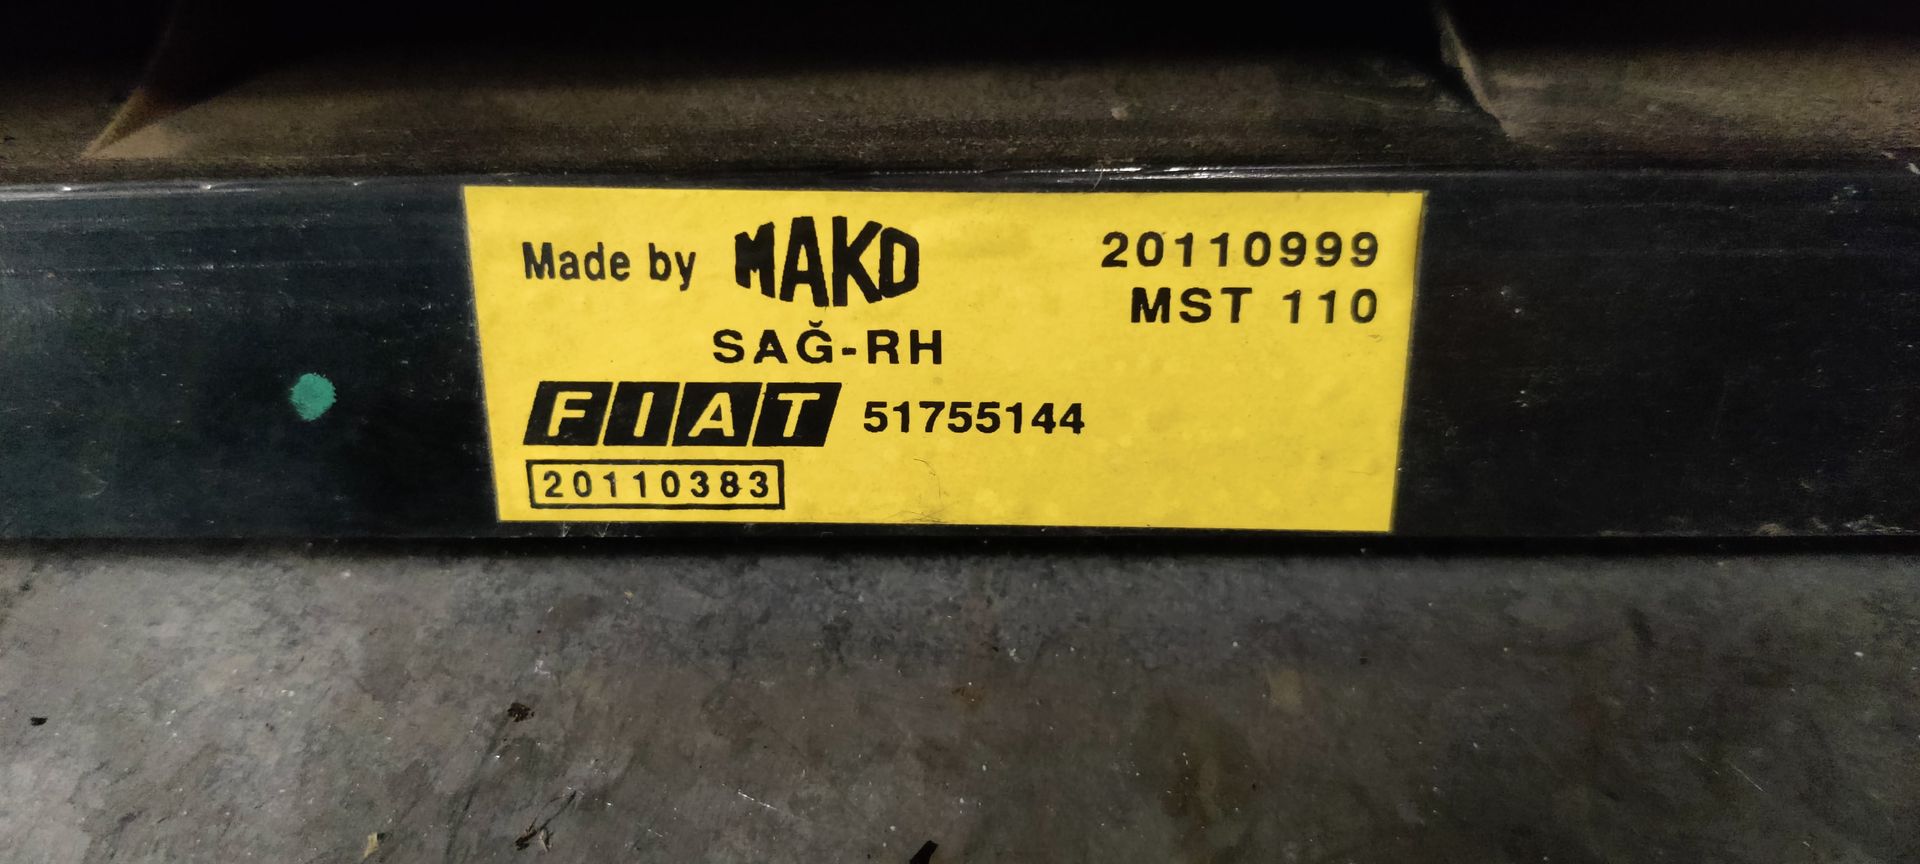 Made by MAKO
20110999
MST 110
SAĞ-RH
FIAT 51755144
20110383